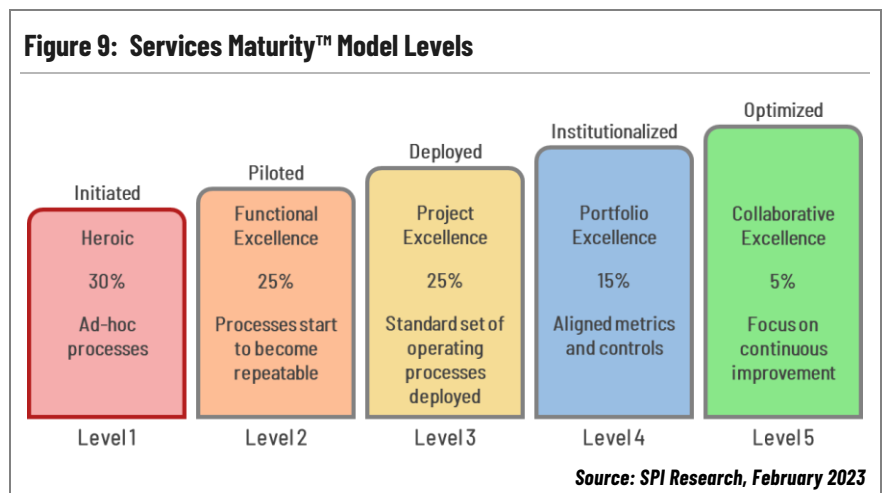 Figure 9: Services Maturity™ Model Levels
Initiated
Heroic
30%
Ad-hoc
processes
Level 1
Piloted
Functional
Excellence
25%
Processes start
to become
repeatable
Level 2
Deployed
Project
Excellence
25%
Standard set of
operating
processes
deployed
Level 3
Institutionalized
Portfolio
Excellence
15%
Aligned metrics
and controls
Level 4
Optimized
Collaborative
Excellence
5%
Focus on
continuous
improvement
Level 5
Source: SPI Research, February 2023